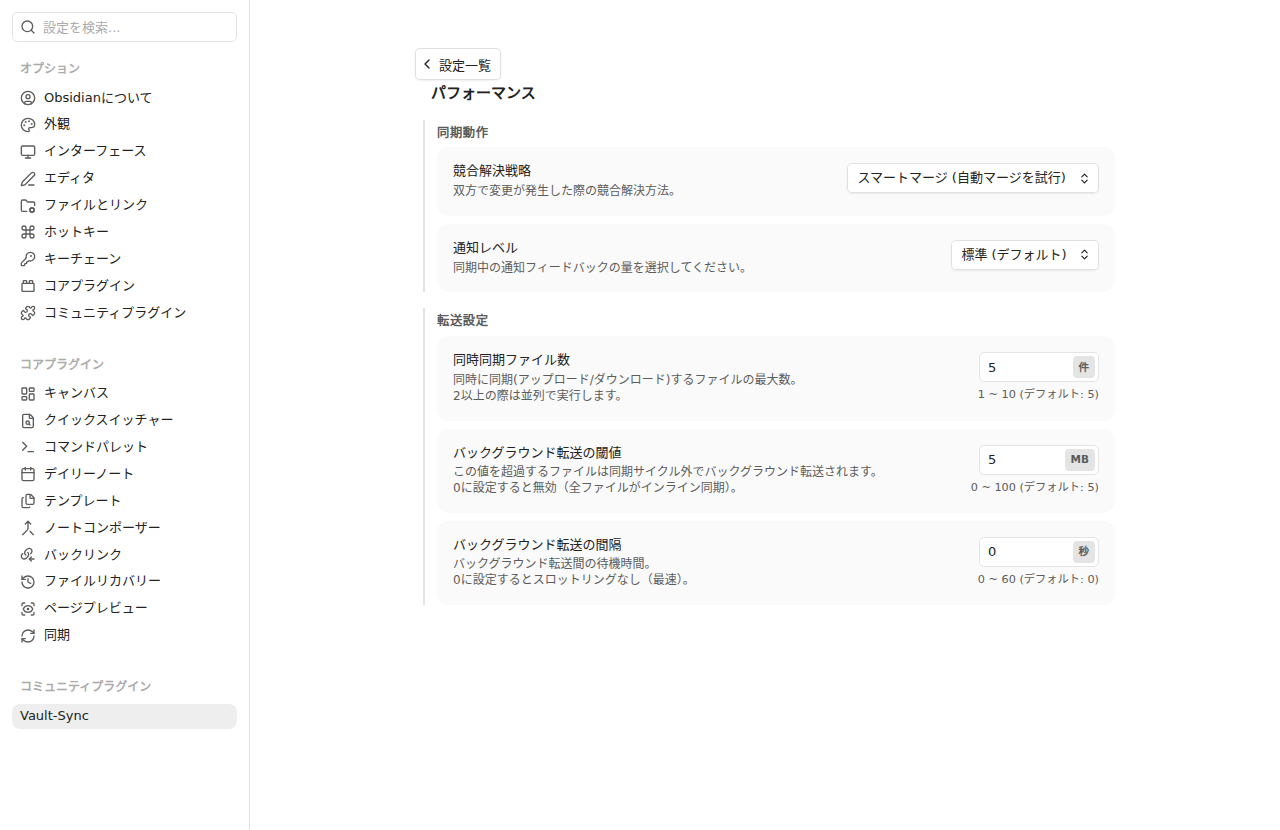 設定を検索...
オプション
Obsidianについて
外観
インターフェース
エディタ
ファイルとリンク
ホットキー
キーチェーン
コアプラグイン
コミュニティプラグイン
コアプラグイン
キャンバス
クイックスイッチャー
コマンドパレット
デイリーノート
テンプレート
ノートコンポーザー
バックリンク
ファイルリカバリー
ページプレビュー
同期
コミュニティプラグイン
Vault-Sync
設定一覧
パフォーマンス
同期動作
競合解決戦略
双方で変更が発生した際の競合解決方法。
スマートマージ (自動マージを試行)
通知レベル
同期中の通知フィードバックの量を選択してください。
標準 (デフォルト)
転送設定
同時同期ファイル数
同時に同期(アップロード/ダウンロード)するファイルの最大数。
2以上の際は並列で実行します。
5 件
1 ~ 10 (デフォルト: 5)
バックグラウンド転送の閾値
この値を超過するファイルは同期サイクル外でバックグラウンド転送されます。
0に設定すると無効（全ファイルがインライン同期）。
5 MB
0 ~ 100 (デフォルト: 5)
バックグラウンド転送の間隔
バックグラウンド転送間の待機時間。
0に設定するとスロットリングなし（最速）。
0 秒
0 ~ 60 (デフォルト: 0)